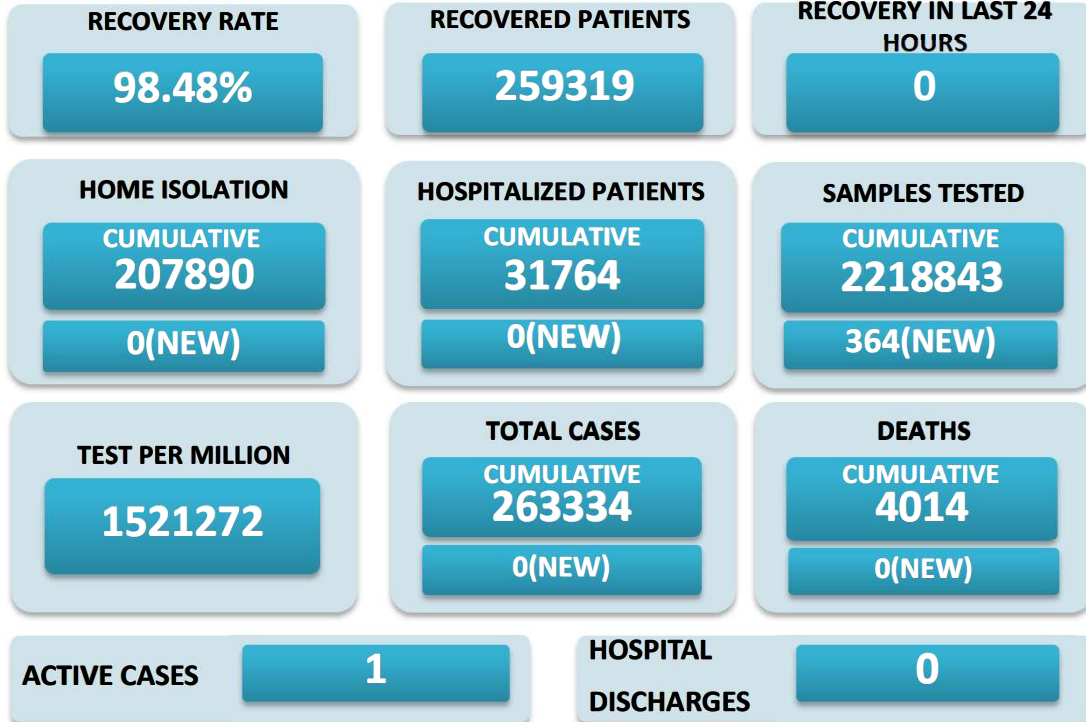 RECOVERY RATE
98.48%
RECOVERED PATIENTS
259319
RECOVERY IN LAST 24
HOURS
0
HOME ISOLATION
CUMULATIVE
207890
0(NEW)
HOSPITALIZED PATIENTS
CUMULATIVE
31764
0(NEW)
SAMPLES TESTED
CUMULATIVE
2218843
364(NEW)
TEST PER MILLION
1521272
TOTAL CASES
CUMULATIVE
263334
0(NEW)
DEATHS
CUMULATIVE
4014
0(NEW)
ACTIVE CASES
1
HOSPITAL
DISCHARGES
0